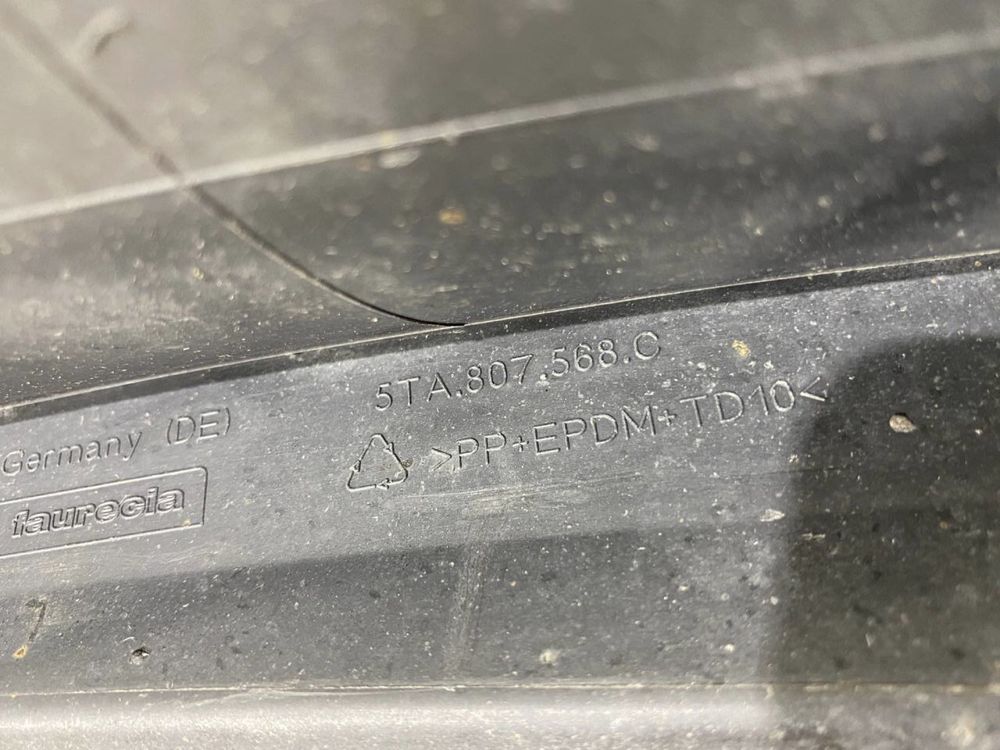 5TA.807.568.C
>PP+EPDM+TD10<
Germany (DE)
faurecia